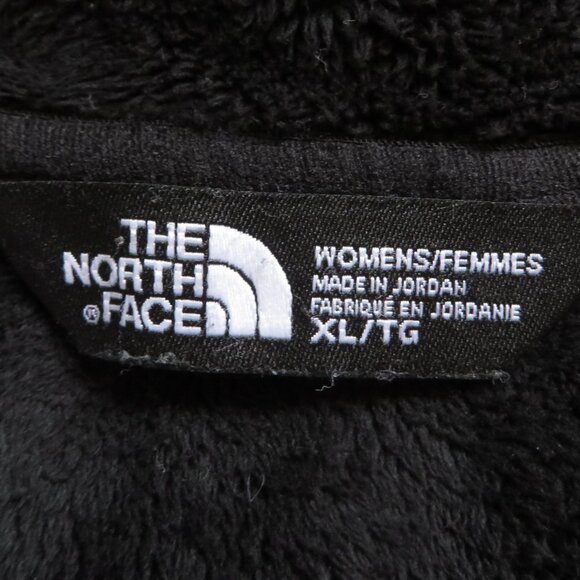 THE
NORTH
® FACE
WOMENS/FEMMES
MADE IN JORDAN
FABRIQUÉ EN JORDANIE
XL/TG